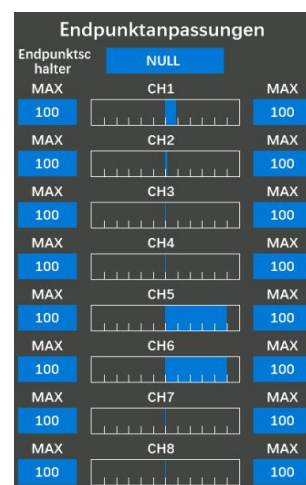 Endpunktanpassungen
Endpunktsc
halter
NULL
MAX CH1 MAX
100 100
MAX CH2 MAX
100 100
MAX CH3 MAX
100 100
MAX CH4 MAX
100 100
MAX CH5 MAX
100 100
MAX CH6 MAX
100 100
MAX CH7 MAX
100 100
MAX CH8 MAX
100 100